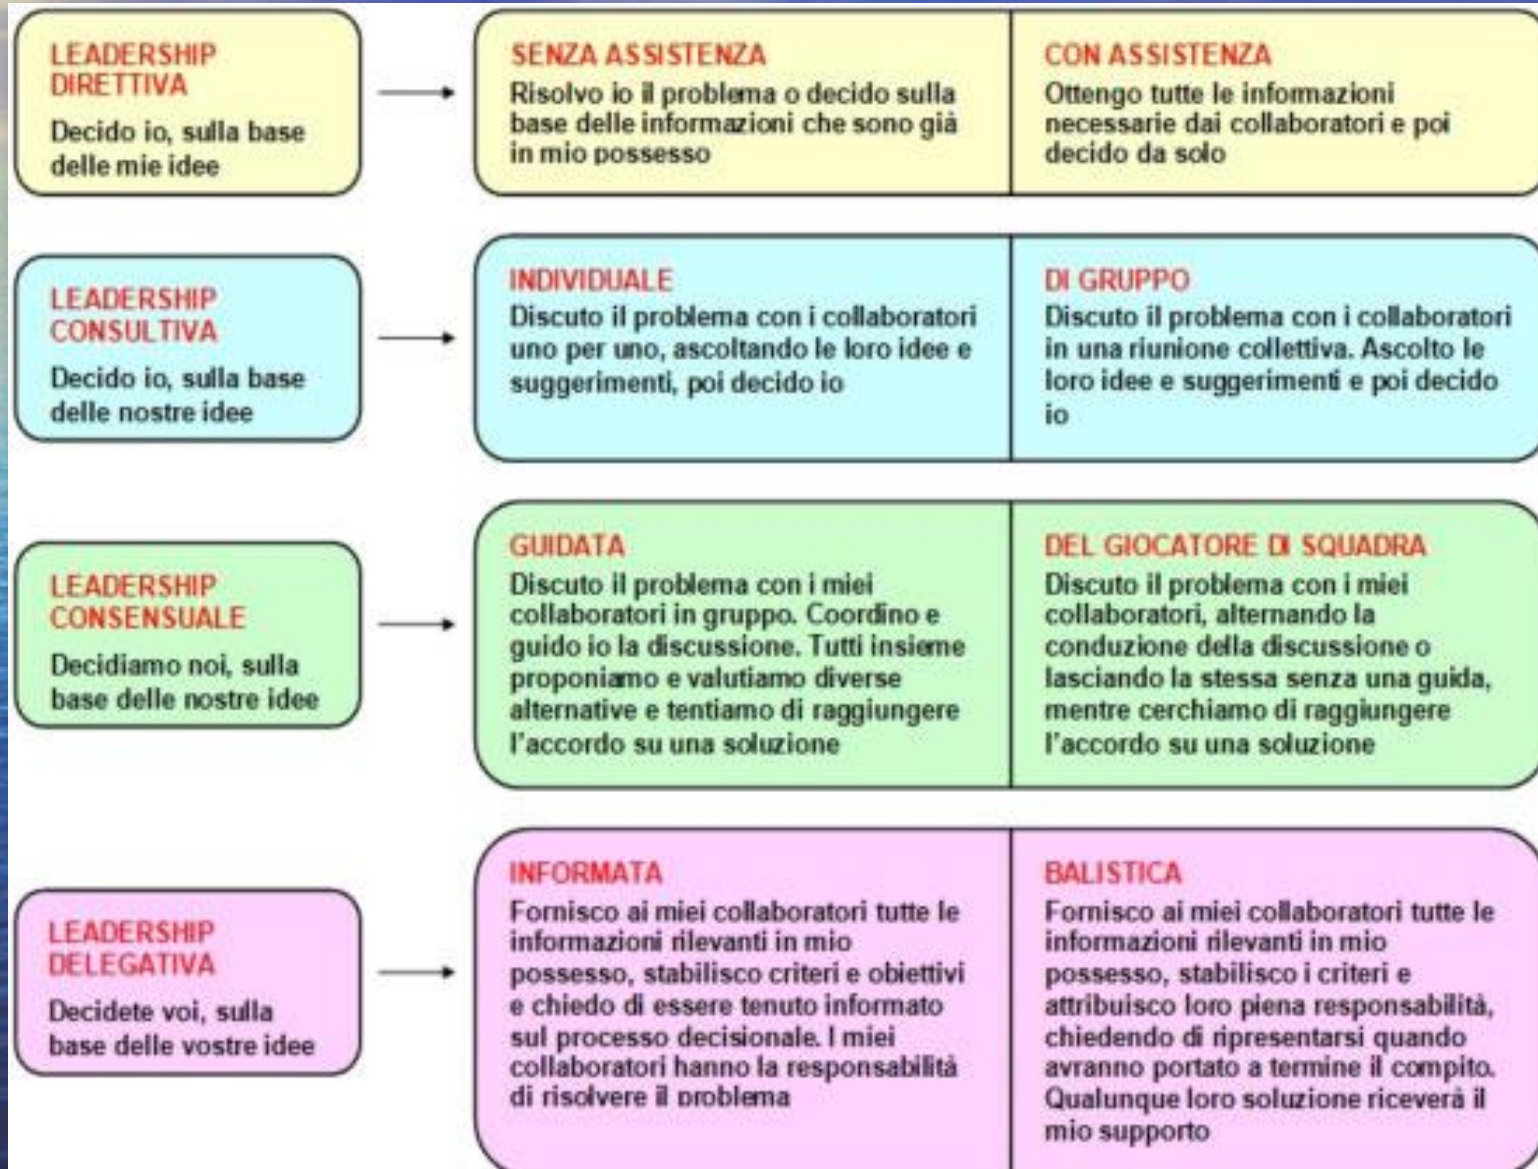 LEADERSHIP
DIRETTIVA
Decido io, sulla base
delle mie idee
SENZA ASSISTENZA
Risolvo io il problema o decido sulla
base delle informazioni che sono già
in mio possesso
CON ASSISTENZA
Ottengo tutte le informazioni
necessarie dai collaboratori e poi
decido da solo
LEADERSHIP
CONSULTIVA
Decido io, sulla base
delle nostre idee
INDIVIDUALE
Discuto il problema con i collaboratori
uno per uno, ascoltando le loro idee e
suggerimenti, poi decido io
DI GRUPPO
Discuto il problema con i collaboratori
in una riunione collettiva. Ascolto le
loro idee e suggerimenti e poi decido
io
LEADERSHIP
CONSENSUALE
Decidiamo noi, sulla
base delle nostre idee
GUIDATA
Discuto il problema con i miei
collaboratori in gruppo. Coordino e
guido io la discussione. Tutti insieme
proponiamo e valutiamo diverse
alternative e tentiamo di raggiungere
l'accordo su una soluzione
DEL GIOCATORE DI SQUADRA
Discuto il problema con i miei
collaboratori, alternando la
conduzione della discussione o
lasciando la stessa senza una guida,
mentre cerchiamo di raggiungere
l'accordo su una soluzione
LEADERSHIP
DELEGATIVA
Decidete voi, sulla
base delle vostre idee
INFORMATA
Fornisco ai miei collaboratori tutte le
informazioni rilevanti in mio
possesso, stabilisco criteri e obiettivi
e chiedo di essere tenuto informato
sul processo decisionale. I miei
collaboratori hanno la responsabilità
di risolvere il problema
BALISTICA
Fornisco ai miei collaboratori tutte le
informazioni rilevanti in mio
possesso, stabilisco i criteri e
attribuisco loro piena responsabilità,
chiedendo di ripresentarsi quando
avranno portato a termine il compito.
Qualunque loro soluzione riceverà il
mio supporto